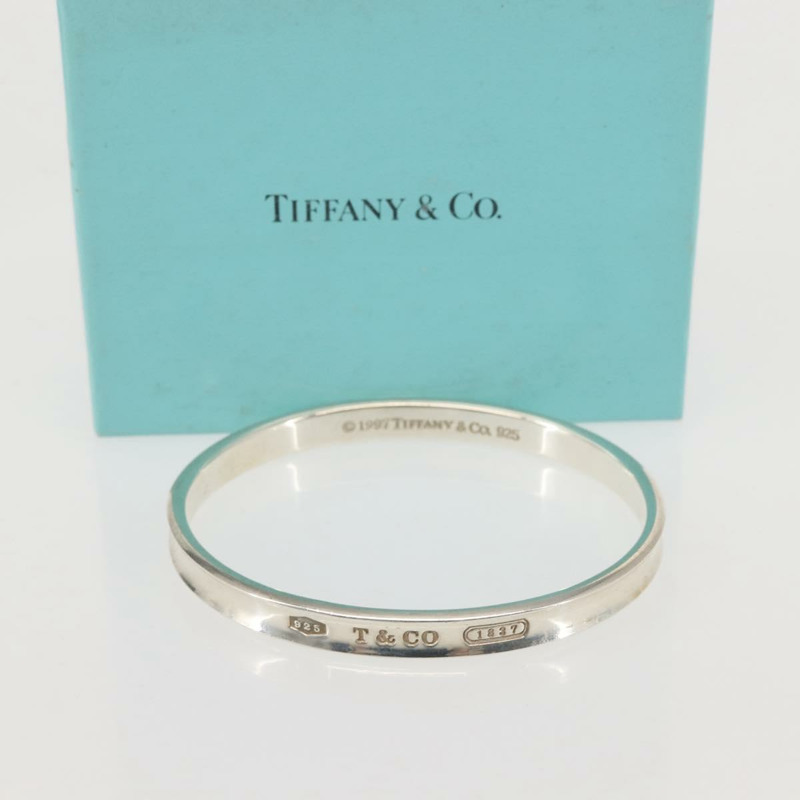 TIFFANY & CO.
©1997 TIFFANY & CO. 925
925 T & CO 1837